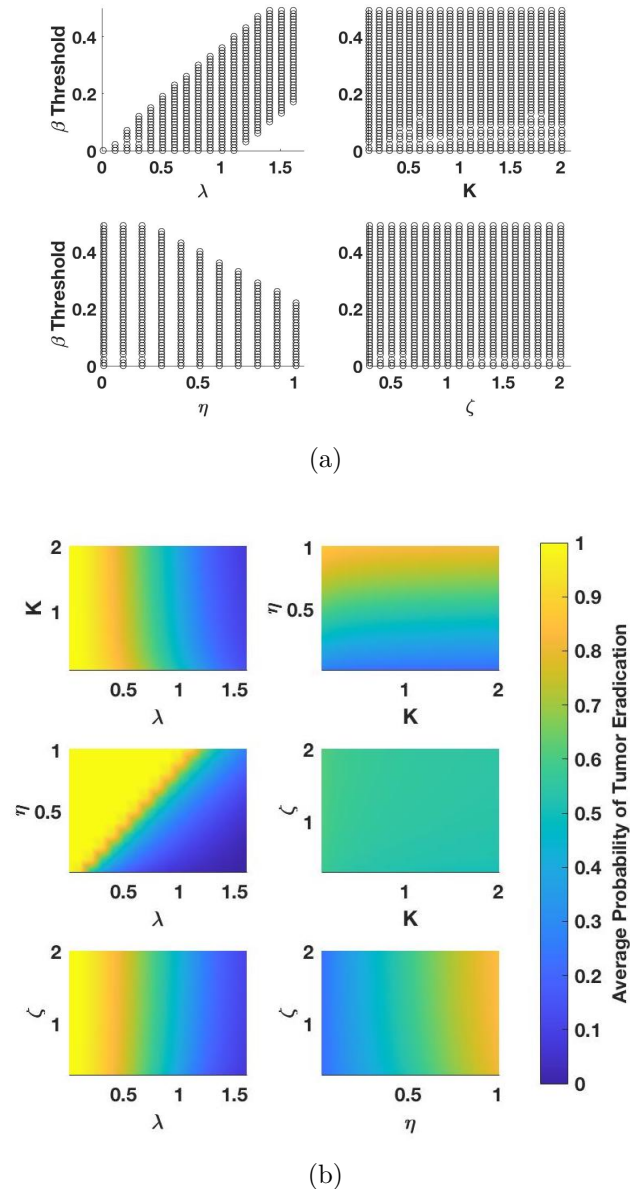 β Threshold
0.4
0.2
0
0 0.5 1 1.5
λ
0.4
0.2
0
0.5 1 1.5 2
K
β Threshold
0.4
0.2
0
0 0.5 1
η
0.4
0.2
0
0.5 1 1.5 2
ζ
(a)
K
2
1
0.5 1 1.5
λ
η
1
0.5
1 2
K
η
1
0.5
0.5 1 1.5
λ
ζ
2
1
1 2
K
ζ
2
1
0.5 1 1.5
λ
ζ
2
1
0.5 1
η
1
0.9
0.8
0.7
0.6
0.5
0.4
0.3
0.2
0.1
0
Average Probability of Tumor Eradication
(b)